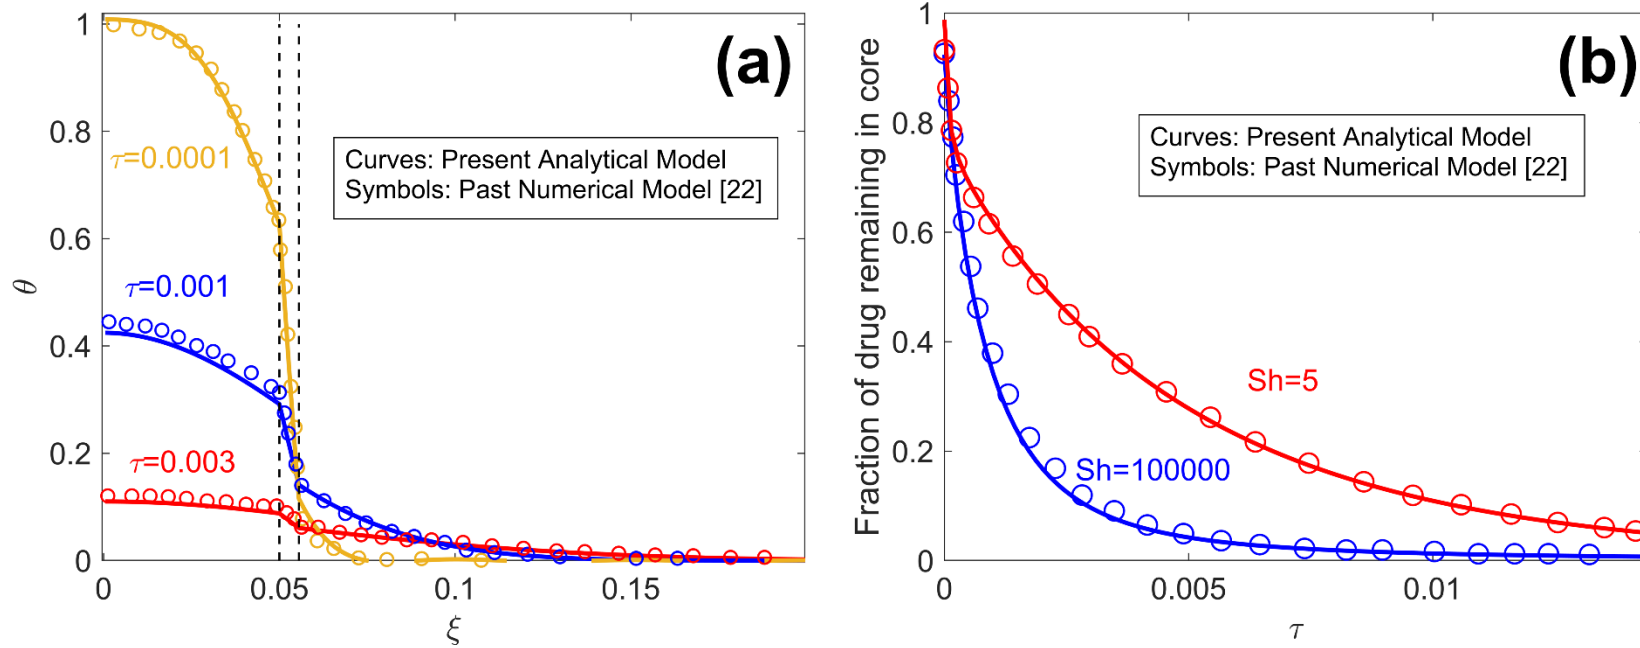 (a)
1
0.8
0.6
0.4
0.2
0
θ
τ=0.0001
τ=0.001
τ=0.003
Curves: Present Analytical Model
Symbols: Past Numerical Model [22]
0
0.05
0.1
0.15
ξ
(b)
1
0.8
0.6
0.4
0.2
0
Fraction of drug remaining in core
Curves: Present Analytical Model
Symbols: Past Numerical Model [22]
Sh=5
Sh=100000
0
0.005
0.01
τ